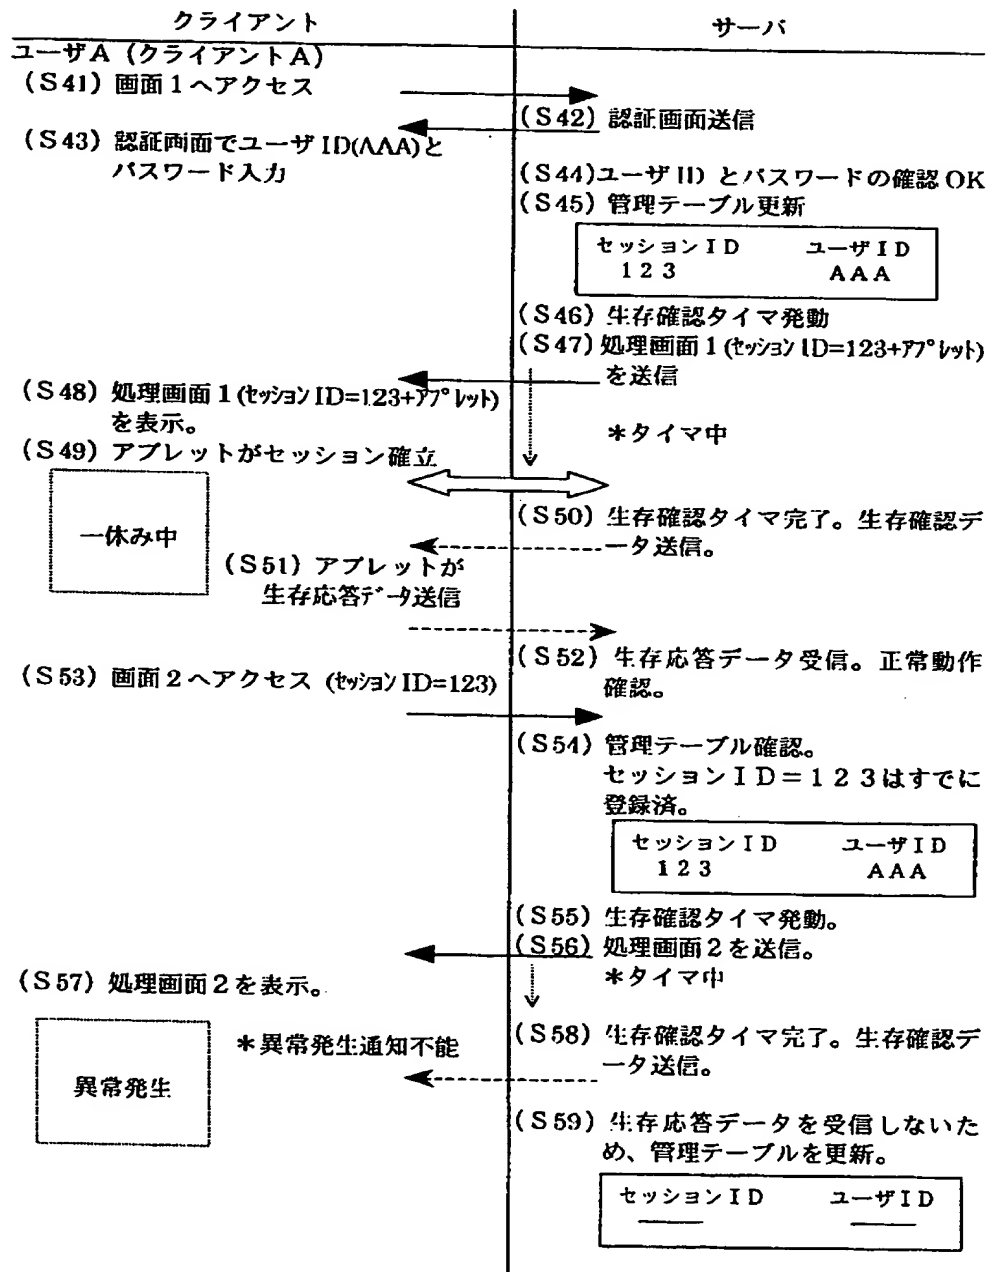 クライアント
サーバ
ユーザA（クライアントA）
（S41）画面1へアクセス
（S42）認証画面送信
（S43）認証画面でユーザID(AAA)と
パスワード入力
（S44)ユーザID とパスワードの確認OK
（S45）管理テーブル更新
セッションID ユーザID
123 AAA
（S46）生存確認タイマ発動
（S47）処理画面1(セッションID=123+アプレット)
を送信
（S48）処理画面1(セッションID=123+アプレット)
を表示。
＊タイマ中
（S49）アプレットがセッション確立
（S50）生存確認タイマ完了。生存確認デ
ータ送信。
一休み中
（S51）アプレットが
生存応答データ送信
（S52）生存応答データ受信。正常動作
確認。
（S53）画面2へアクセス (セッションID=123)
（S54）管理テーブル確認。
セッションID＝123はすでに
登録済。
セッションID ユーザID
123 AAA
（S55）生存確認タイマ発動。
（S56）処理画面2を送信。
＊タイマ中
（S57）処理画面2を表示。
（S58）生存確認タイマ完了。生存確認デ
ータ送信。
＊異常発生通知不能
異常発生
（S59）生存応答データを受信しないた
め、管理テーブルを更新。
セッションID ユーザID